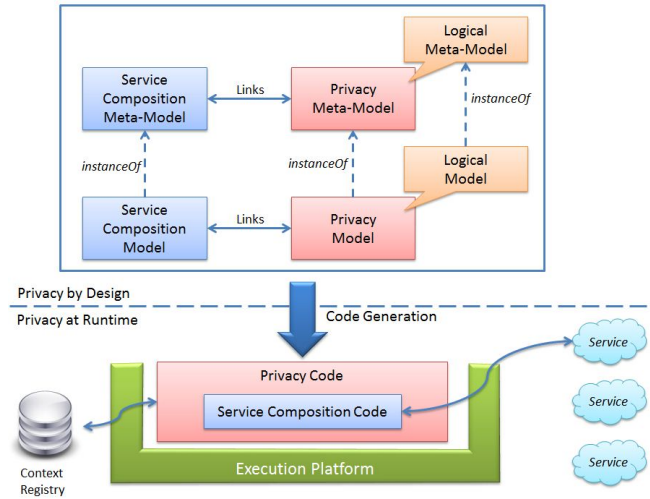 Logical
Meta-Model
Service
Composition
Meta-Model
Links
Privacy
Meta-Model
instanceOf
instanceOf
instanceOf
Logical
Model
Service
Composition
Model
Links
Privacy
Model
Privacy by Design
Privacy at Runtime
Code Generation
Service
Privacy Code
Service Composition Code
Service
Context
Registry
Execution Platform
Service